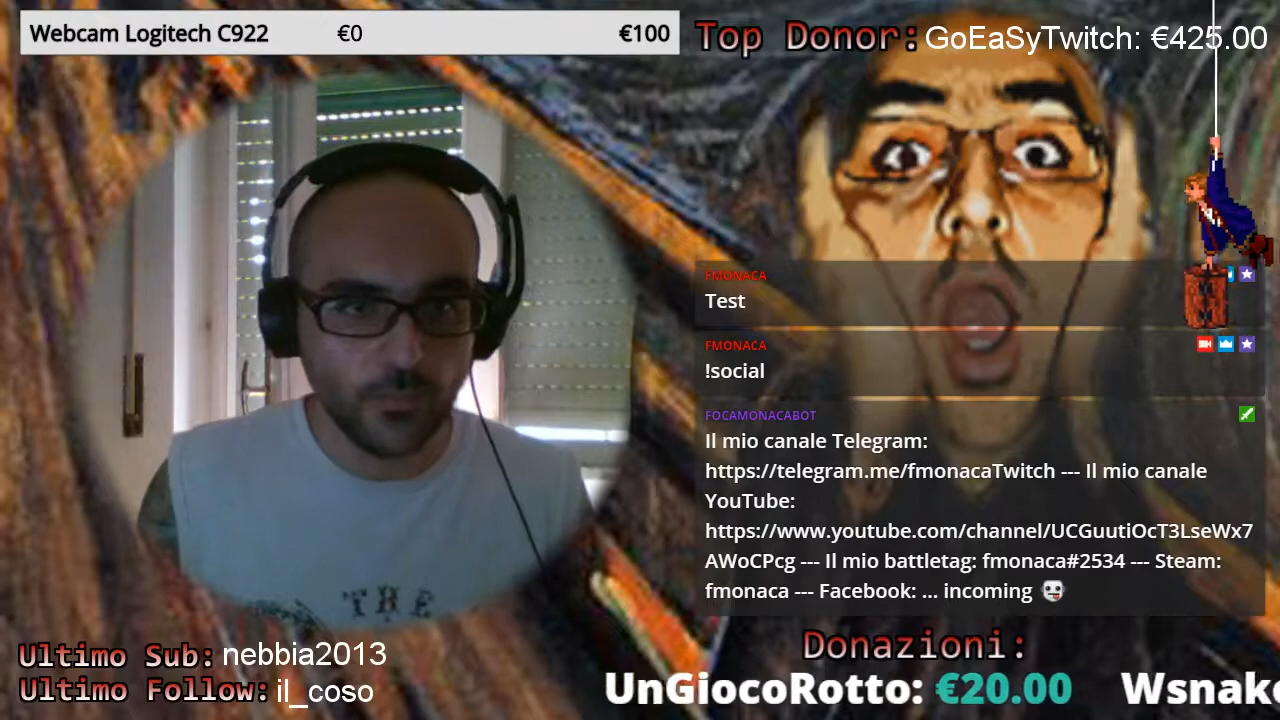 Webcam Logitech C922 €0 €100
Top Donor: GoEaSyTwitch: €425.00
FMONACA
Test
FMONACA
!social
FOCAMONACABOT
Il mio canale Telegram:
https://telegram.me/fmonacaTwitch --- Il mio canale
YouTube:
https://www.youtube.com/channel/UCGuutiOcT3LseWx7
AWoCPcg --- Il mio battletag: fmonaca#2534 --- Steam:
fmonaca --- Facebook: ... incoming
THE
Ultimo Sub: nebbia2013
Ultimo Follow: il_coso
Donazioni:
UnGiocoRotto: €20.00 Wsnake